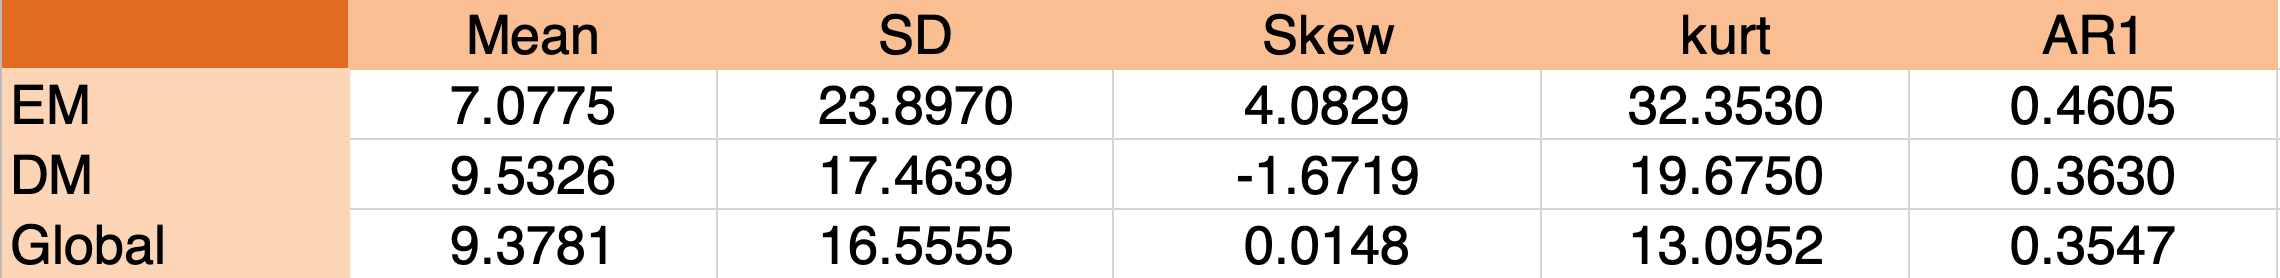 Mean SD Skew kurt AR1
EM 7.0775 23.8970 4.0829 32.3530 0.4605
DM 9.5326 17.4639 -1.6719 19.6750 0.3630
Global 9.3781 16.5555 0.0148 13.0952 0.3547